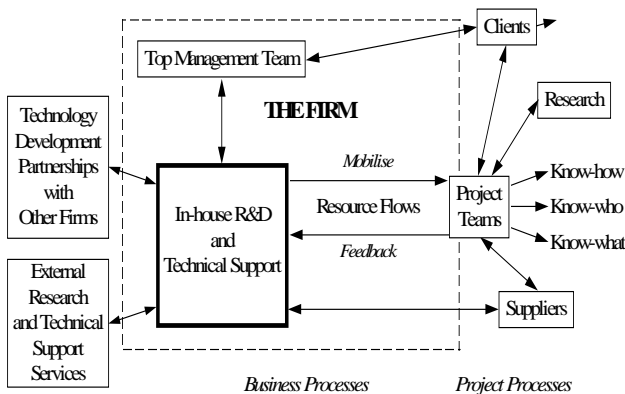 Clients
Top Management Team
THE FIRM
Technology
Development
Partnerships
with
Other Firms
Research
Mobilise
Know-how
In-house R&D
and
Technical Support
Resource Flows
Project
Teams
Know-who
Feedback
Know-what
External
Research
and Technical
Support
Services
Suppliers
Business Processes
Project Processes